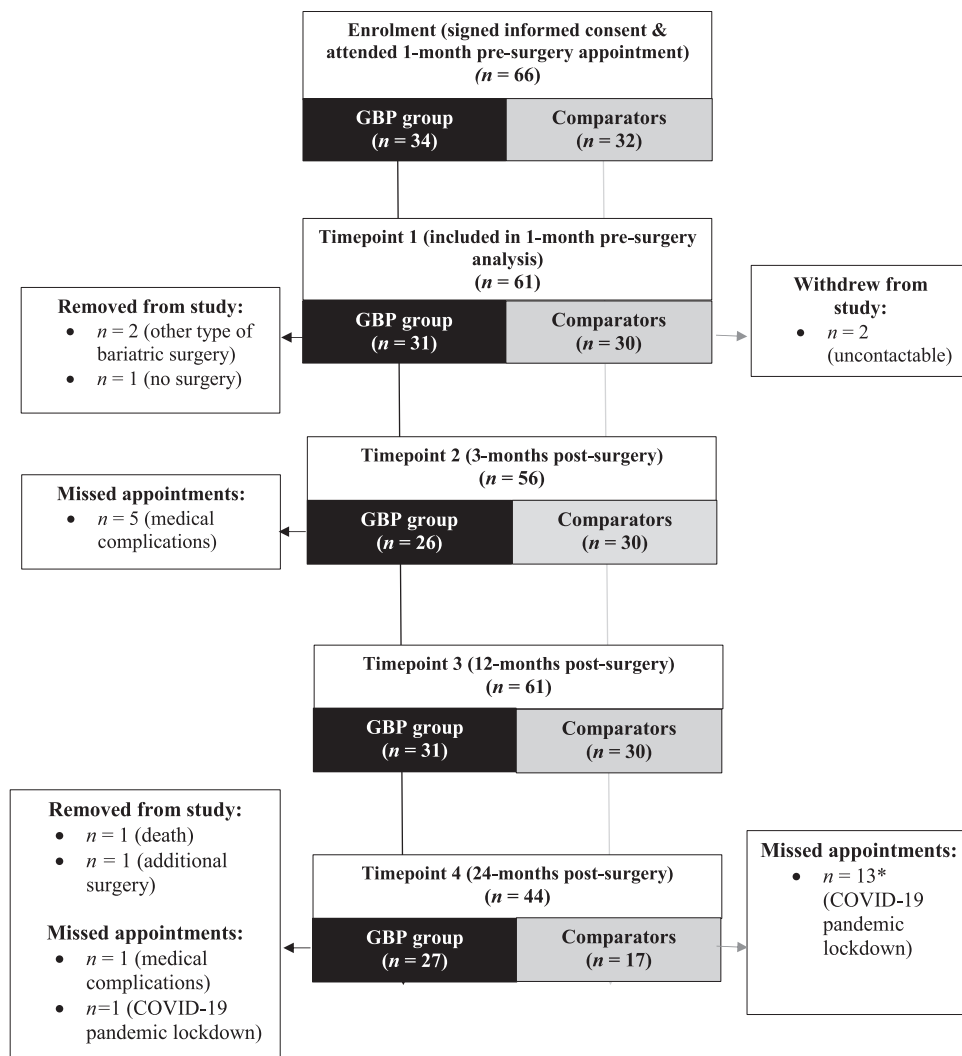 Enrolment (signed informed consent &
attended 1-month pre-surgery appointment)
(n = 66)
GBP group
(n = 34)
Comparators
(n = 32)
Timepoint 1 (included in 1-month pre-surgery
analysis)
(n = 61)
GBP group
(n = 31)
Comparators
(n = 30)
Removed from study:
• n = 2 (other type of
bariatric surgery)
• n = 1 (no surgery)
Withdrew from
study:
• n = 2
(uncontactable)
Timepoint 2 (3-months post-surgery)
(n = 56)
GBP group
(n = 26)
Comparators
(n = 30)
Missed appointments:
• n = 5 (medical
complications)
Timepoint 3 (12-months post-surgery)
(n = 61)
GBP group
(n = 31)
Comparators
(n = 30)
Removed from study:
• n = 1 (death)
• n = 1 (additional
surgery)
Missed appointments:
• n = 1 (medical
complications)
• n=1 (COVID-19
pandemic lockdown)
Timepoint 4 (24-months post-surgery)
(n = 44)
GBP group
(n = 27)
Comparators
(n = 17)
Missed appointments:
• n = 13*
(COVID-19
pandemic
lockdown)